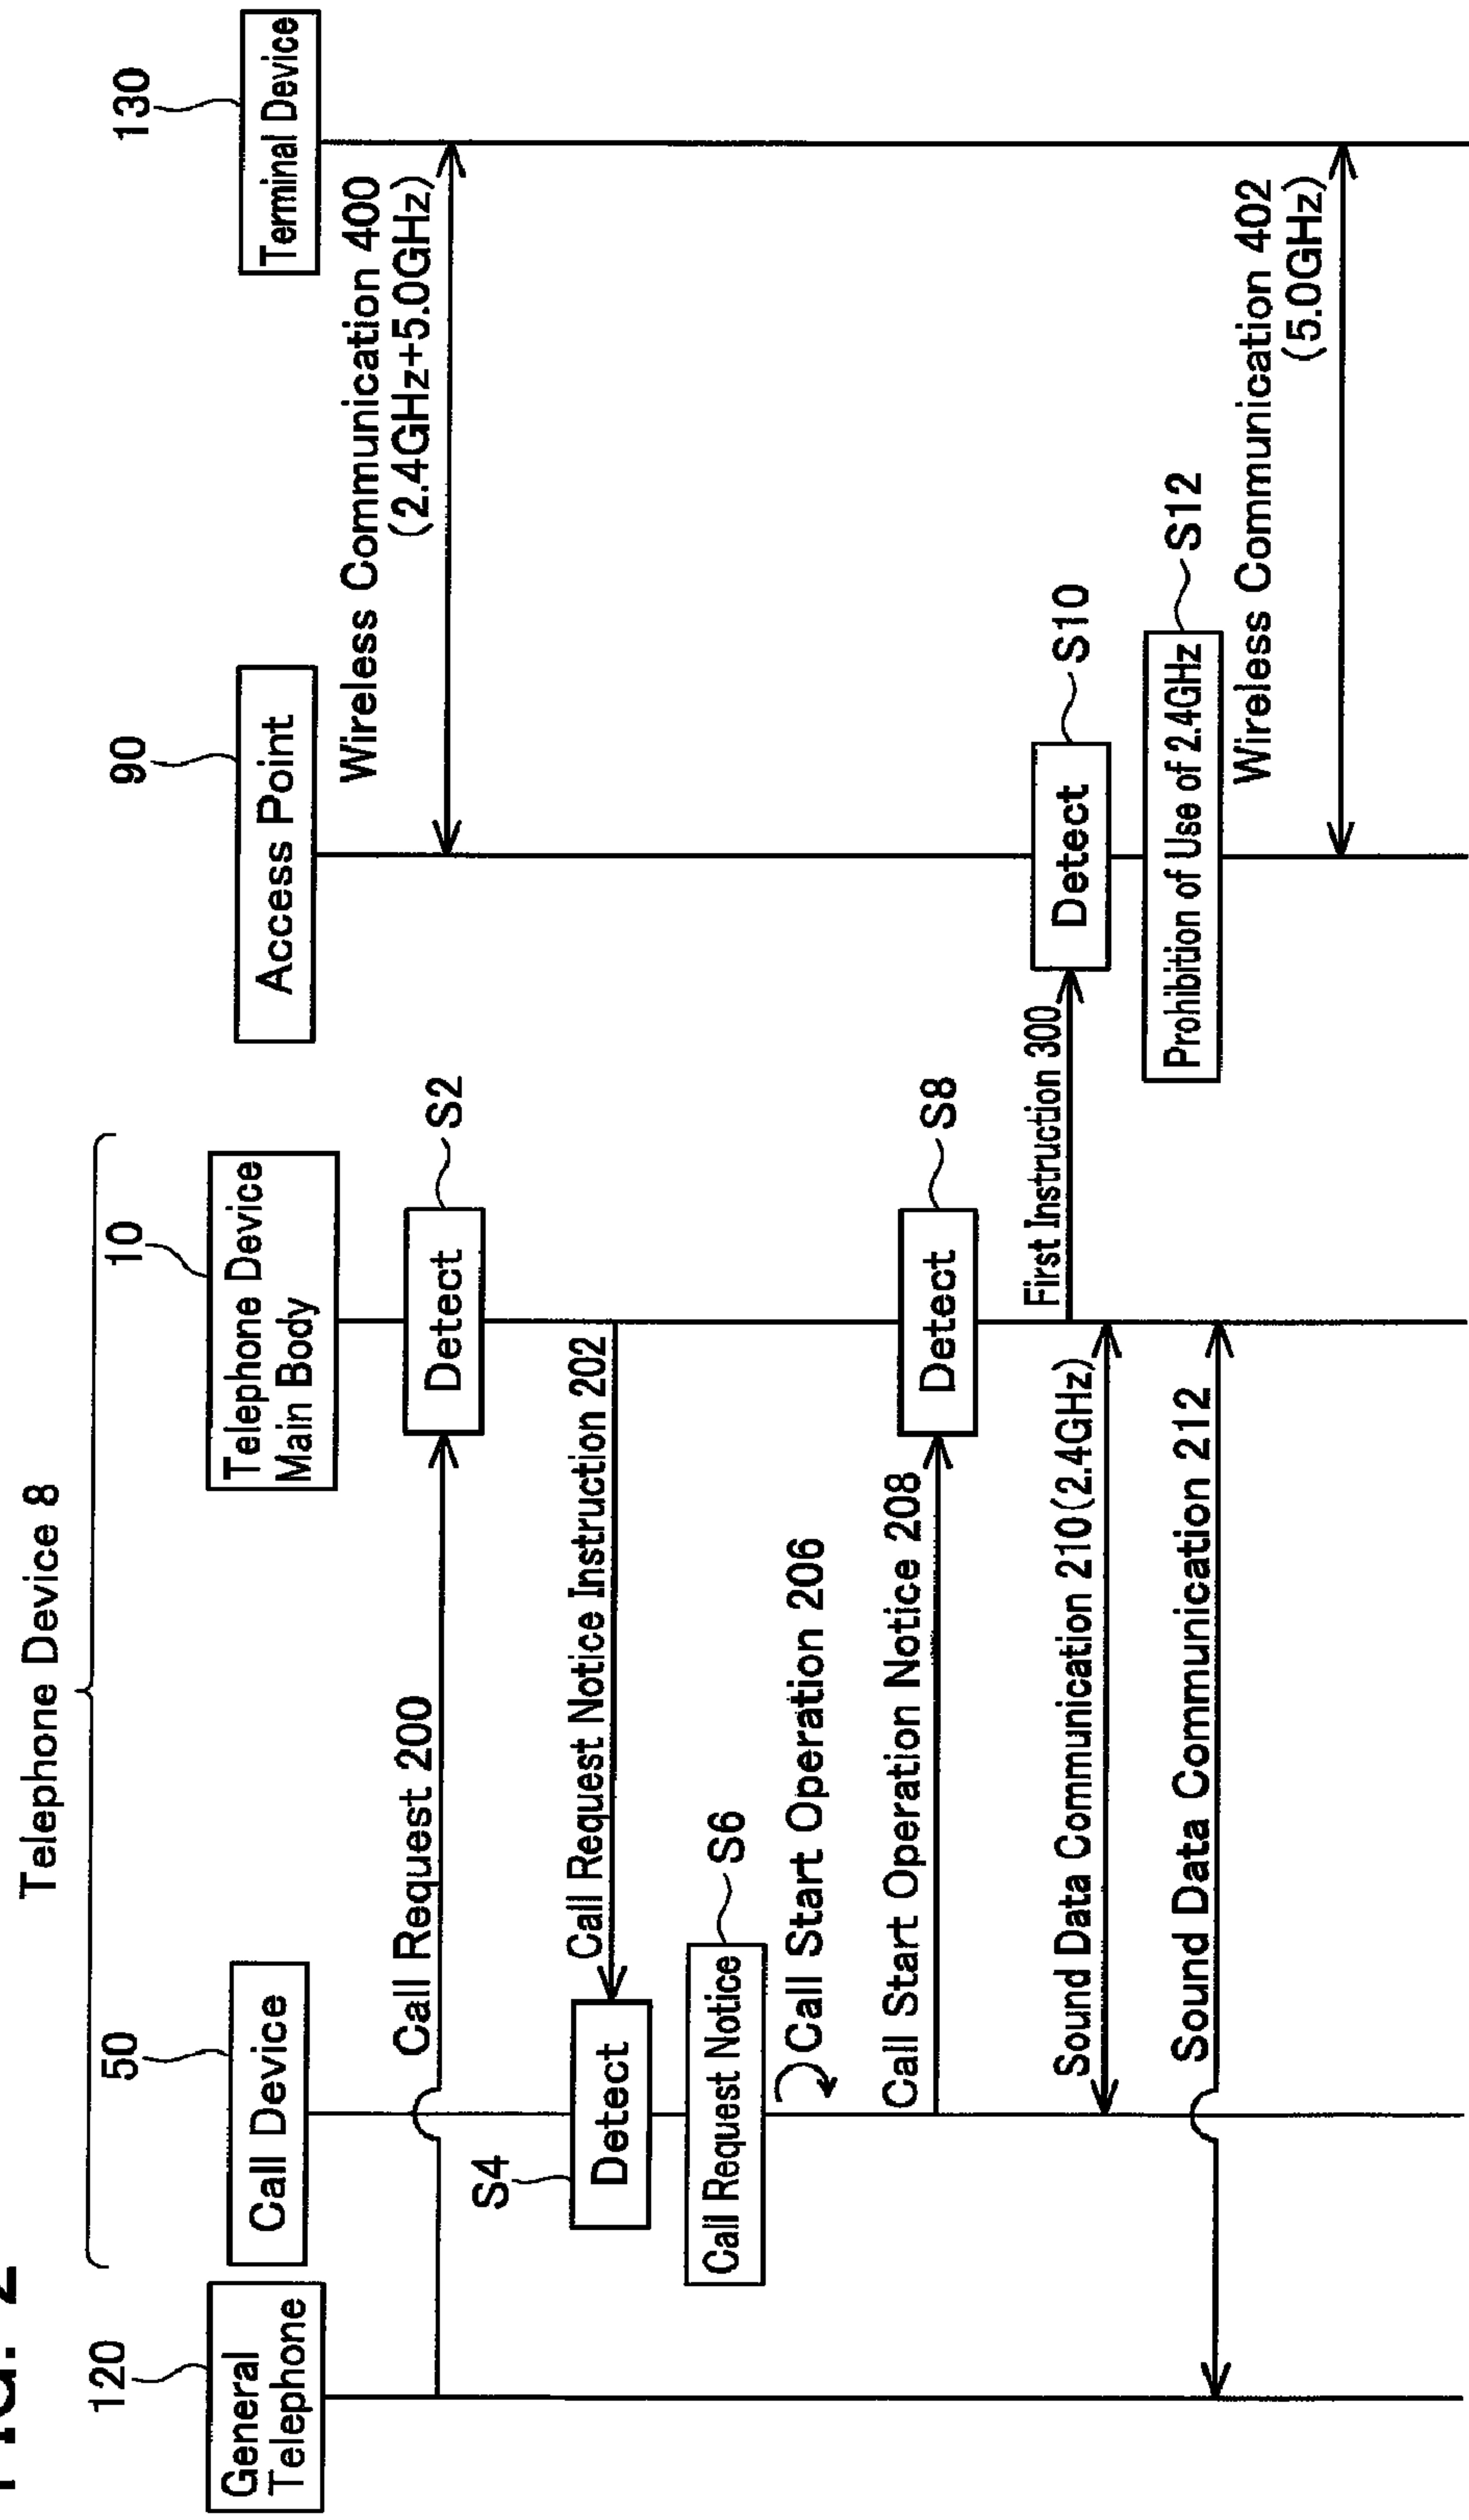 FIG. 2
Telephone Device 8
120
50
10
90
130
General
Telephone
Call Device
Telephone Device
Main Body
Access Point
Terminal Device
Call Request 200
Detect
S2
Wireless Communication 400
(2.4GHz+5.0GHz)
Call Request Notice Instruction 202
S4
Detect
Call Request Notice
S6
Call Start Operation 206
Call Start Operation Notice 208
Detect
S8
First Instruction 300
Detect
S10
Sound Data Communication 210(2.4GHz)
Prohibition of Use of 2.4GHz
S12
Sound Data Communication 212
Wireless Communication 402
(5.0GHz)